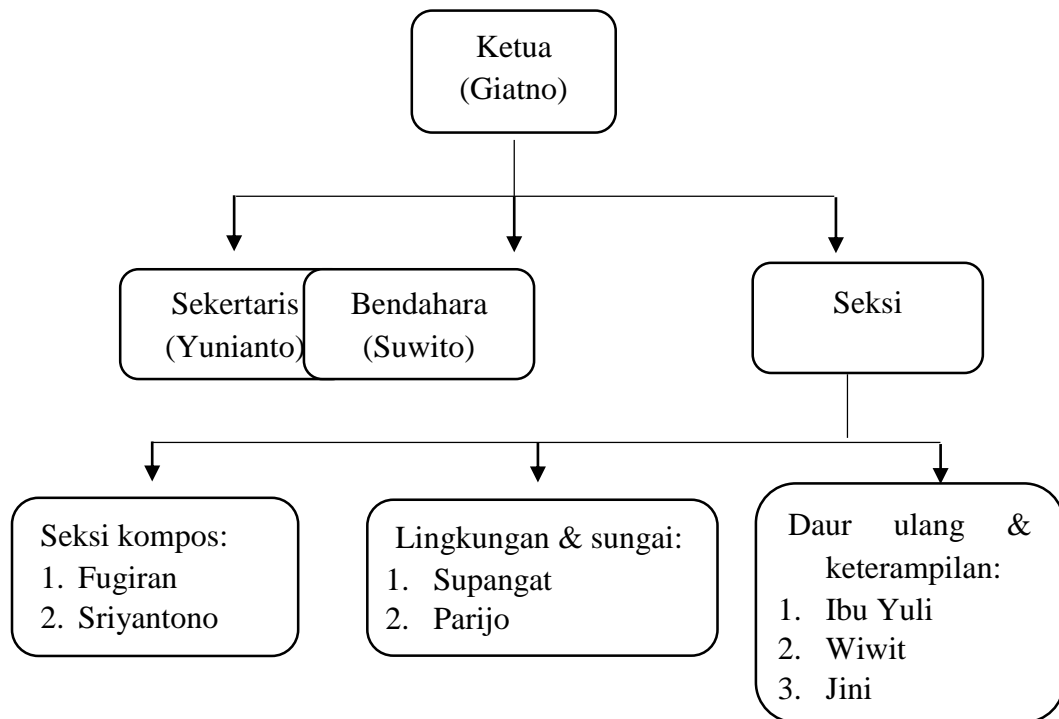 Ketua
(Giatno)
Sekertaris
(Yunianto)
Bendahara
(Suwito)
Seksi
Seksi kompos:
1. Fugiran
2. Sriyantono
Lingkungan & sungai:
1. Supangat
2. Parijo
Daur ulang &
keterampilan:
1. Ibu Yuli
2. Wiwit
3. Jini